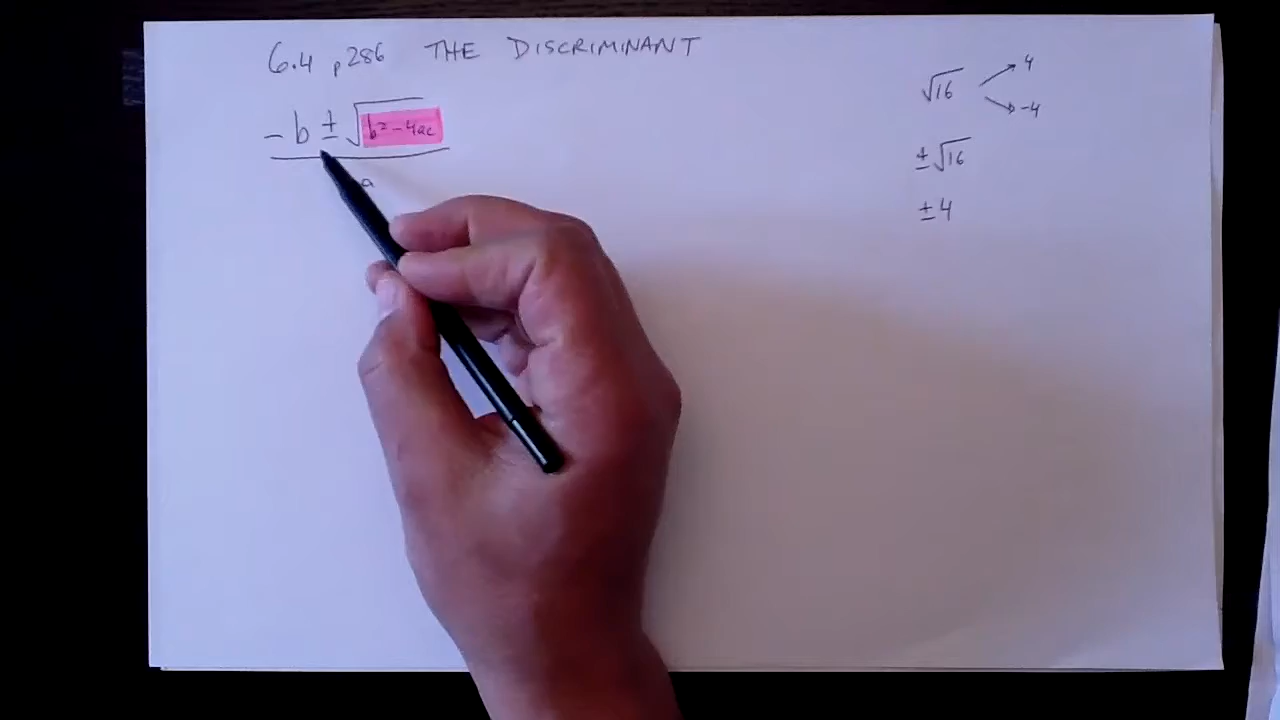 6.4 p286 THE DISCRIMINANT
- b ± √b² - 4ac
a
√16
4
-4
±√16
±4